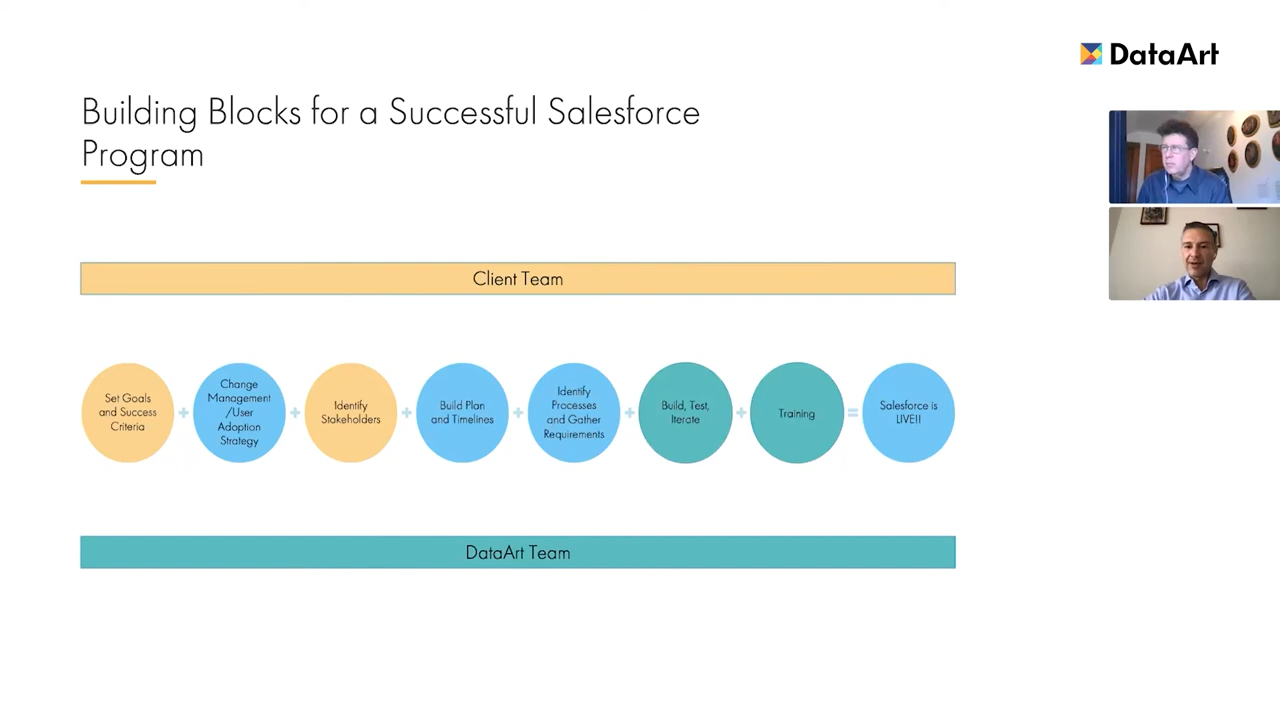 DataArt
Building Blocks for a Successful Salesforce
Program
Client Team
Set Goals
and Success
Criteria
Change
Management
/User
Adoption
Strategy
Identify
Stakeholders
Build Plan
and Timelines
Identify
Processes
and Gather
Requirements
Build, Test,
Iterate
Training
Salesforce is
LIVE!!
DataArt Team